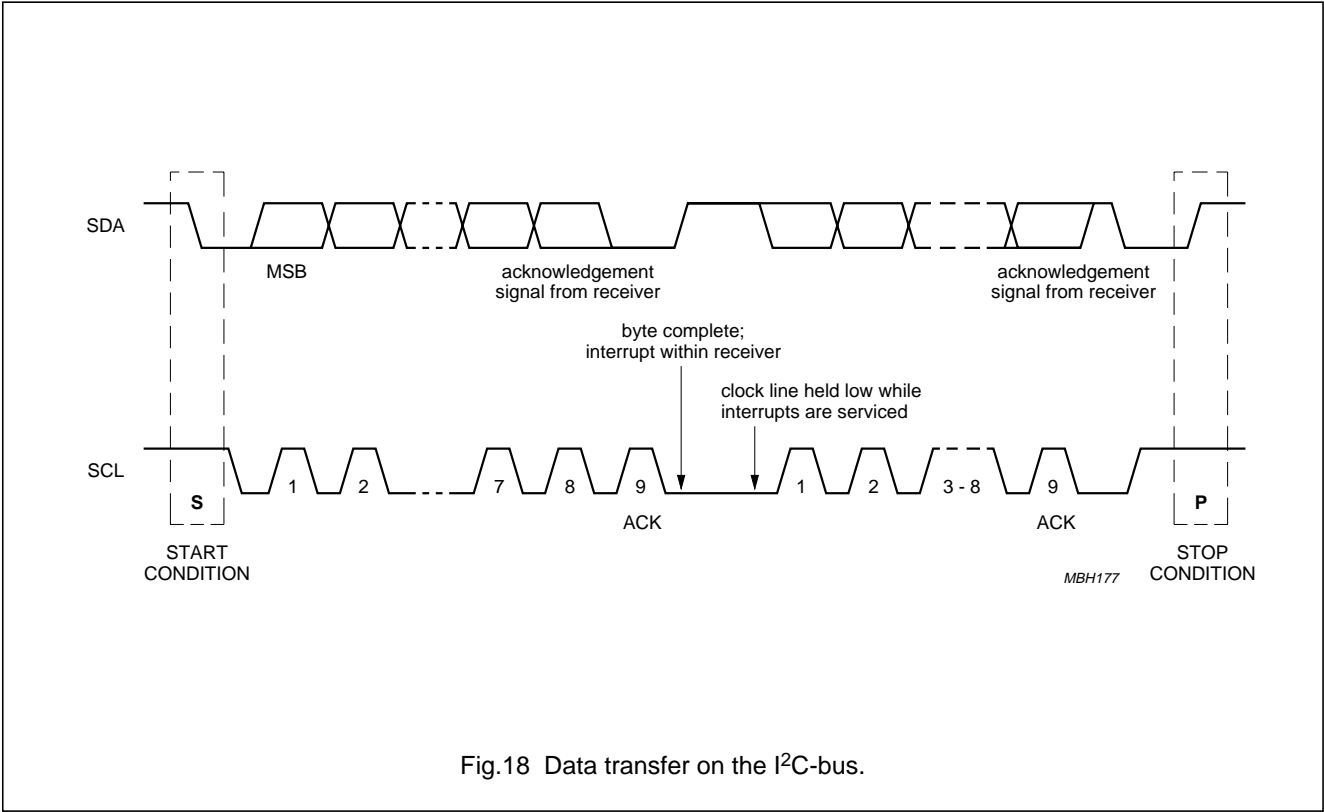 SDA
MSB
acknowledgement
signal from receiver
acknowledgement
signal from receiver
byte complete;
interrupt within receiver
clock line held low while
interrupts are serviced
SCL
S
1
2
7
8
9
1
2
3 - 8
9
P
ACK
ACK
START
CONDITION
STOP
CONDITION
MBH177
Fig.18 Data transfer on the I²C-bus.